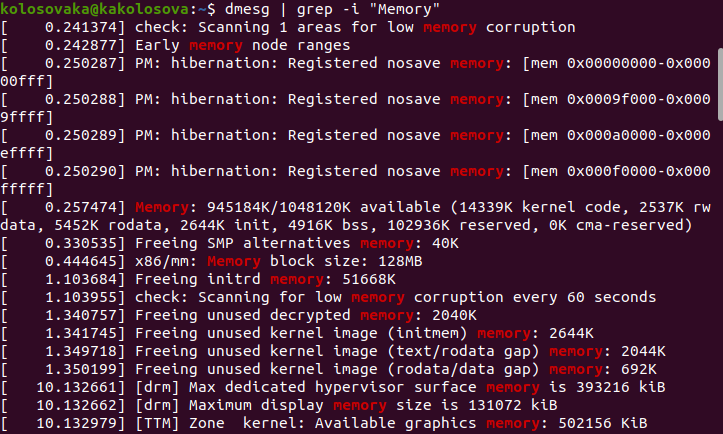 kolosovaka@kakolosova:~$ dmesg | grep -i "Memory"
[    0.241374] check: Scanning 1 areas for low memory corruption
[    0.242877] Early memory node ranges
[    0.250287] PM: hibernation: Registered nosave memory: [mem 0x00000000-0x000
00fff]
[    0.250288] PM: hibernation: Registered nosave memory: [mem 0x0009f000-0x000
9ffff]
[    0.250289] PM: hibernation: Registered nosave memory: [mem 0x000a0000-0x000
effff]
[    0.250290] PM: hibernation: Registered nosave memory: [mem 0x000f0000-0x000
fffff]
[    0.257474] Memory: 945184K/1048120K available (14339K kernel code, 2537K rw
data, 5452K rodata, 2644K init, 4916K bss, 102936K reserved, 0K cma-reserved)
[    0.330535] Freeing SMP alternatives memory: 40K
[    0.444645] x86/mm: Memory block size: 128MB
[    1.103684] Freeing initrd memory: 51668K
[    1.103955] check: Scanning for low memory corruption every 60 seconds
[    1.340757] Freeing unused decrypted memory: 2040K
[    1.341745] Freeing unused kernel image (initmem) memory: 2644K
[    1.349718] Freeing unused kernel image (text/rodata gap) memory: 2044K
[    1.350199] Freeing unused kernel image (rodata/data gap) memory: 692K
[   10.132661] [drm] Max dedicated hypervisor surface memory is 393216 kiB
[   10.132662] [drm] Maximum display memory size is 131072 kiB
[   10.132979] [TTM] Zone  kernel: Available graphics memory: 502156 KiB